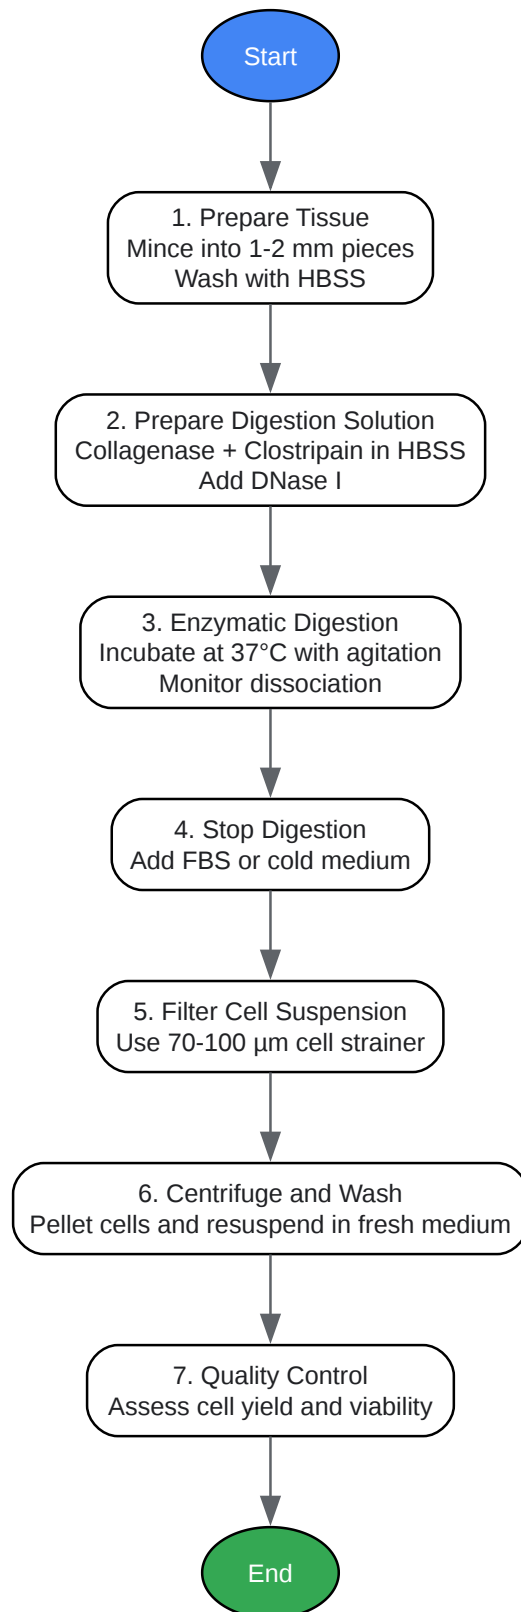 Start
1. Prepare Tissue
Mince into 1-2 mm pieces
Wash with HBSS
2. Prepare Digestion Solution
Collagenase + Clostripain in HBSS
Add DNase I
3. Enzymatic Digestion
Incubate at 37°C with agitation
Monitor dissociation
4. Stop Digestion
Add FBS or cold medium
5. Filter Cell Suspension
Use 70-100 µm cell strainer
6. Centrifuge and Wash
Pellet cells and resuspend in fresh medium
7. Quality Control
Assess cell yield and viability
End